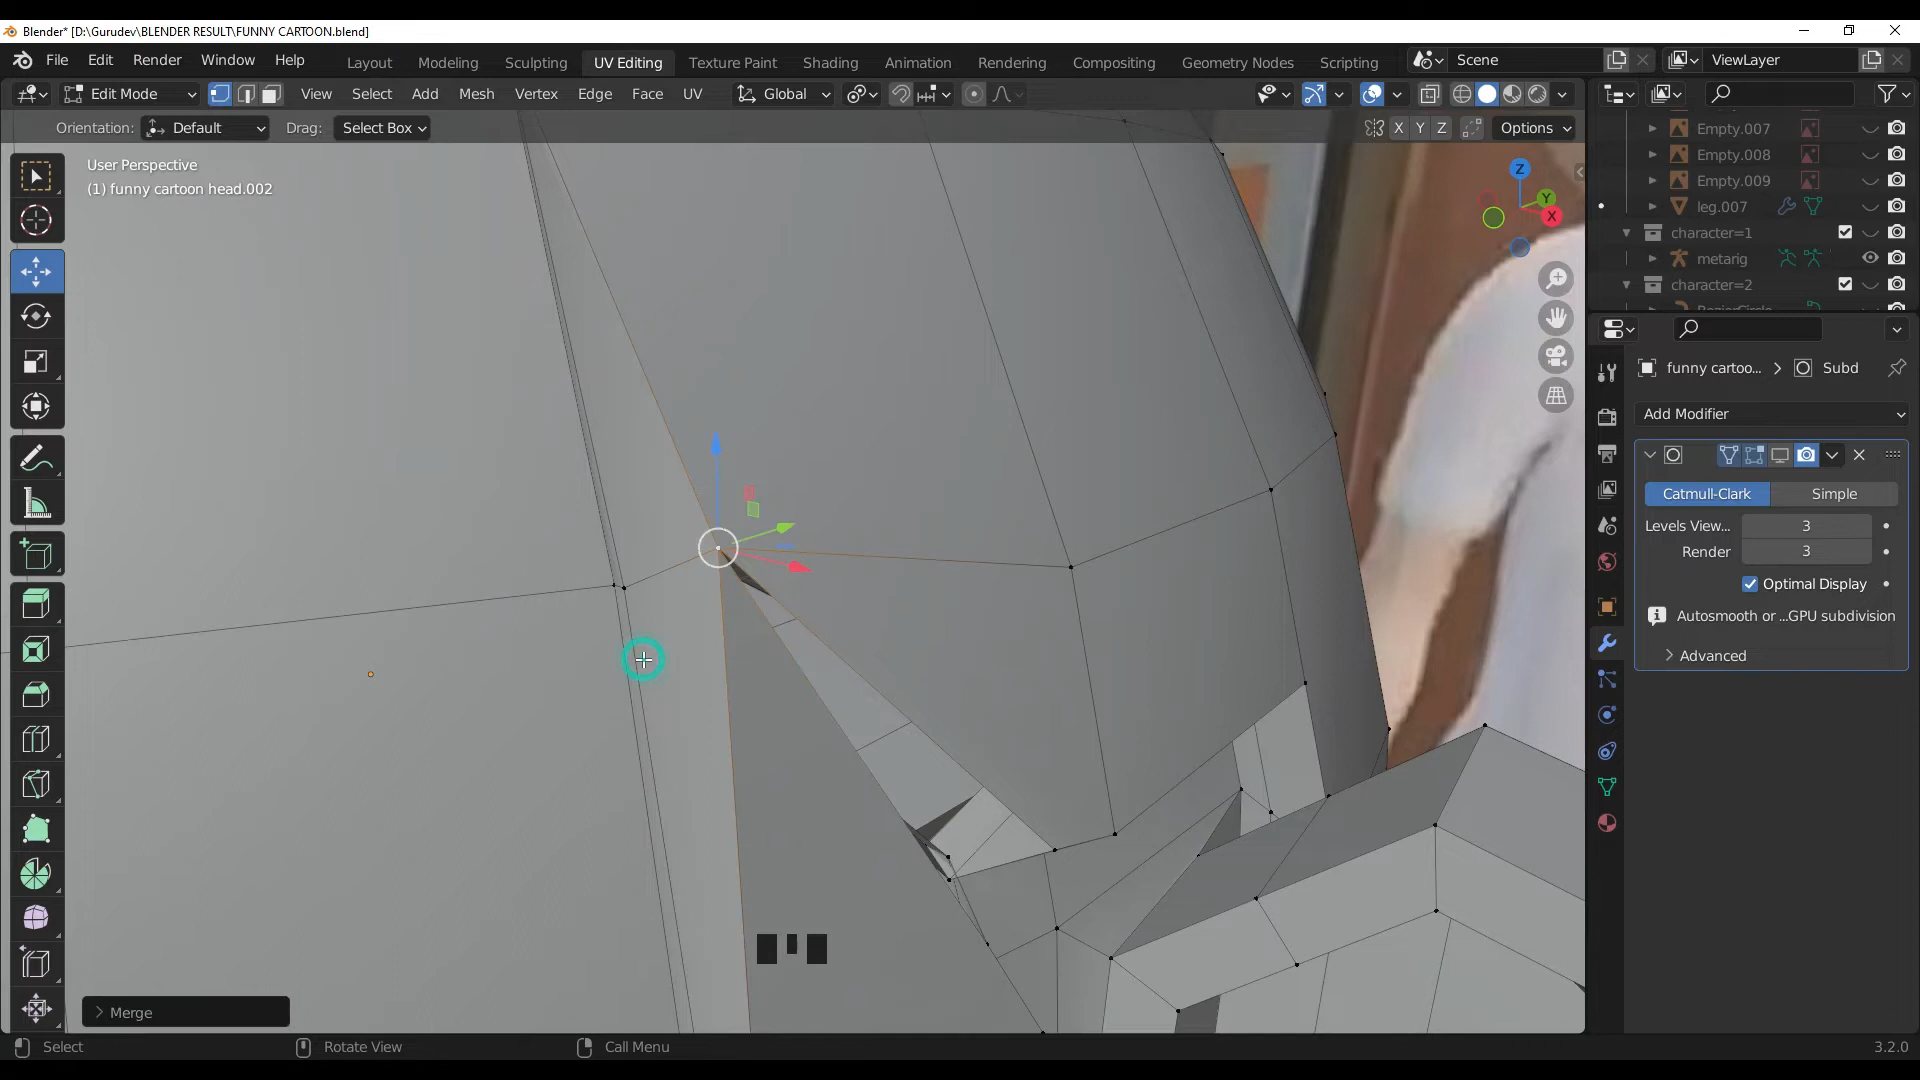 Blender* [D:\Gurudev\BLENDER RESULT\FUNNY CARTOON.blend]
File Edit Render Window Help Layout Modeling Sculpting UV Editing Texture Paint Shading Animation Rendering Compositing Geometry Nodes Scripting Scene ViewLayer
Edit Mode View Select Add Mesh Vertex Edge Face UV Global
Orientation: Default Drag: Select Box X Y Z Options
User Perspective
(1) funny cartoon head.002
Z
Y
X
Empty.007
Empty.008
Empty.009
leg.007
character=1
metarig
character=2
funny cartoo... Subd
Add Modifier
Catmull-Clark Simple
Levels View... 3
Render 3
Optimal Display
Autosmooth or ...GPU subdivision
Advanced
Merge
Select Rotate View Call Menu 3.2.0